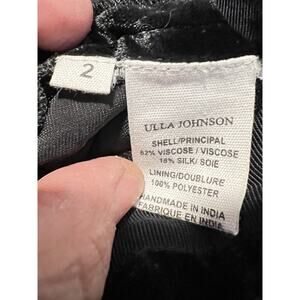 2
ULLA JOHNSON
SHELL/PRINCIPAL
82% VISCOSE / VISCOSE
18% SILK/ SOIE
LINING/DOUBLURE
100% POLYESTER
HANDMADE IN INDIA
FABRIQUE EN INDIA